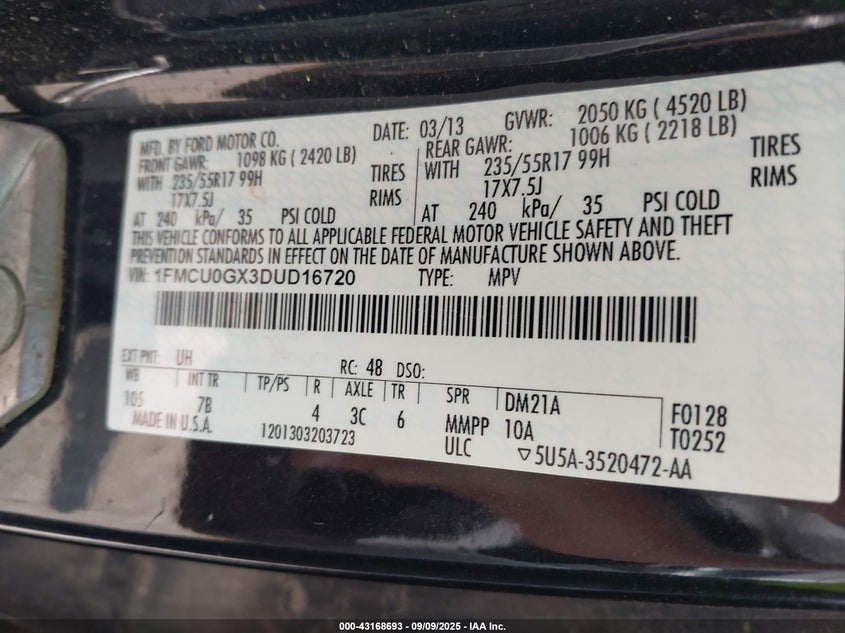 MFD. BY FORD MOTOR CO. DATE: 03/13 GVWR: 2050 KG ( 4520 LB)
FRONT GAWR: 1098 KG ( 2420 LB) REAR GAWR: 1006 KG ( 2218 LB)
WITH 235/55R17 99H TIRES WITH 235/55R17 99H TIRES
17X7.5J RIMS 17X7.5J RIMS
AT 240 kPa/ 35 PSI COLD AT 240 kPa/ 35 PSI COLD
THIS VEHICLE CONFORMS TO ALL APPLICABLE FEDERAL MOTOR VEHICLE SAFETY AND THEFT
PREVENTION STANDARDS IN EFFECT ON THE DATE OF MANUFACTURE SHOWN ABOVE.
VIN: 1FMCU0GX3DUD16720 TYPE: MPV
EXT PNT: UH RC: 48 DSO:
WB INT TR TP/PS R AXLE TR SPR DM21A F0128
105 7B 4 3C 6 MMPP 10A T0252
MADE IN U.S.A. 1201303203723 ULC ▽5U5A-3520472-AA
000-43168693 - 09/09/2025 - IAA Inc.